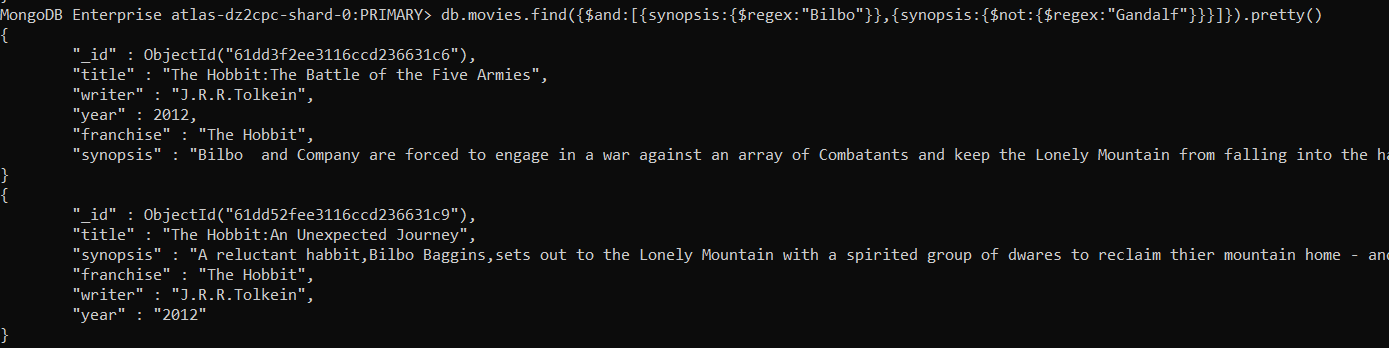 MongoDB Enterprise atlas-dz2cpc-shard-0:PRIMARY> db.movies.find({$and:[{synopsis:{$regex:"Bilbo"}},{synopsis:{$not:{$regex:"Gandalf"}}}]}).pretty()
{
"_id" : ObjectId("61dd3f2ee3116ccd236631c6"),
"title" : "The Hobbit:The Battle of the Five Armies",
"writer" : "J.R.R.Tolkein",
"year" : 2012,
"franchise" : "The Hobbit",
"synopsis" : "Bilbo  and Company are forced to engage in a war against an array of Combatants and keep the Lonely Mountain from falling into the ha
}
{
"_id" : ObjectId("61dd52fee3116ccd236631c9"),
"title" : "The Hobbit:An Unexpected Journey",
"synopsis" : "A reluctant habbit,Bilbo Baggins,sets out to the Lonely Mountain with a spirited group of dwares to reclaim thier mountain home - and
"franchise" : "The Hobbit",
"writer" : "J.R.R.Tolkein",
"year" : "2012"
}